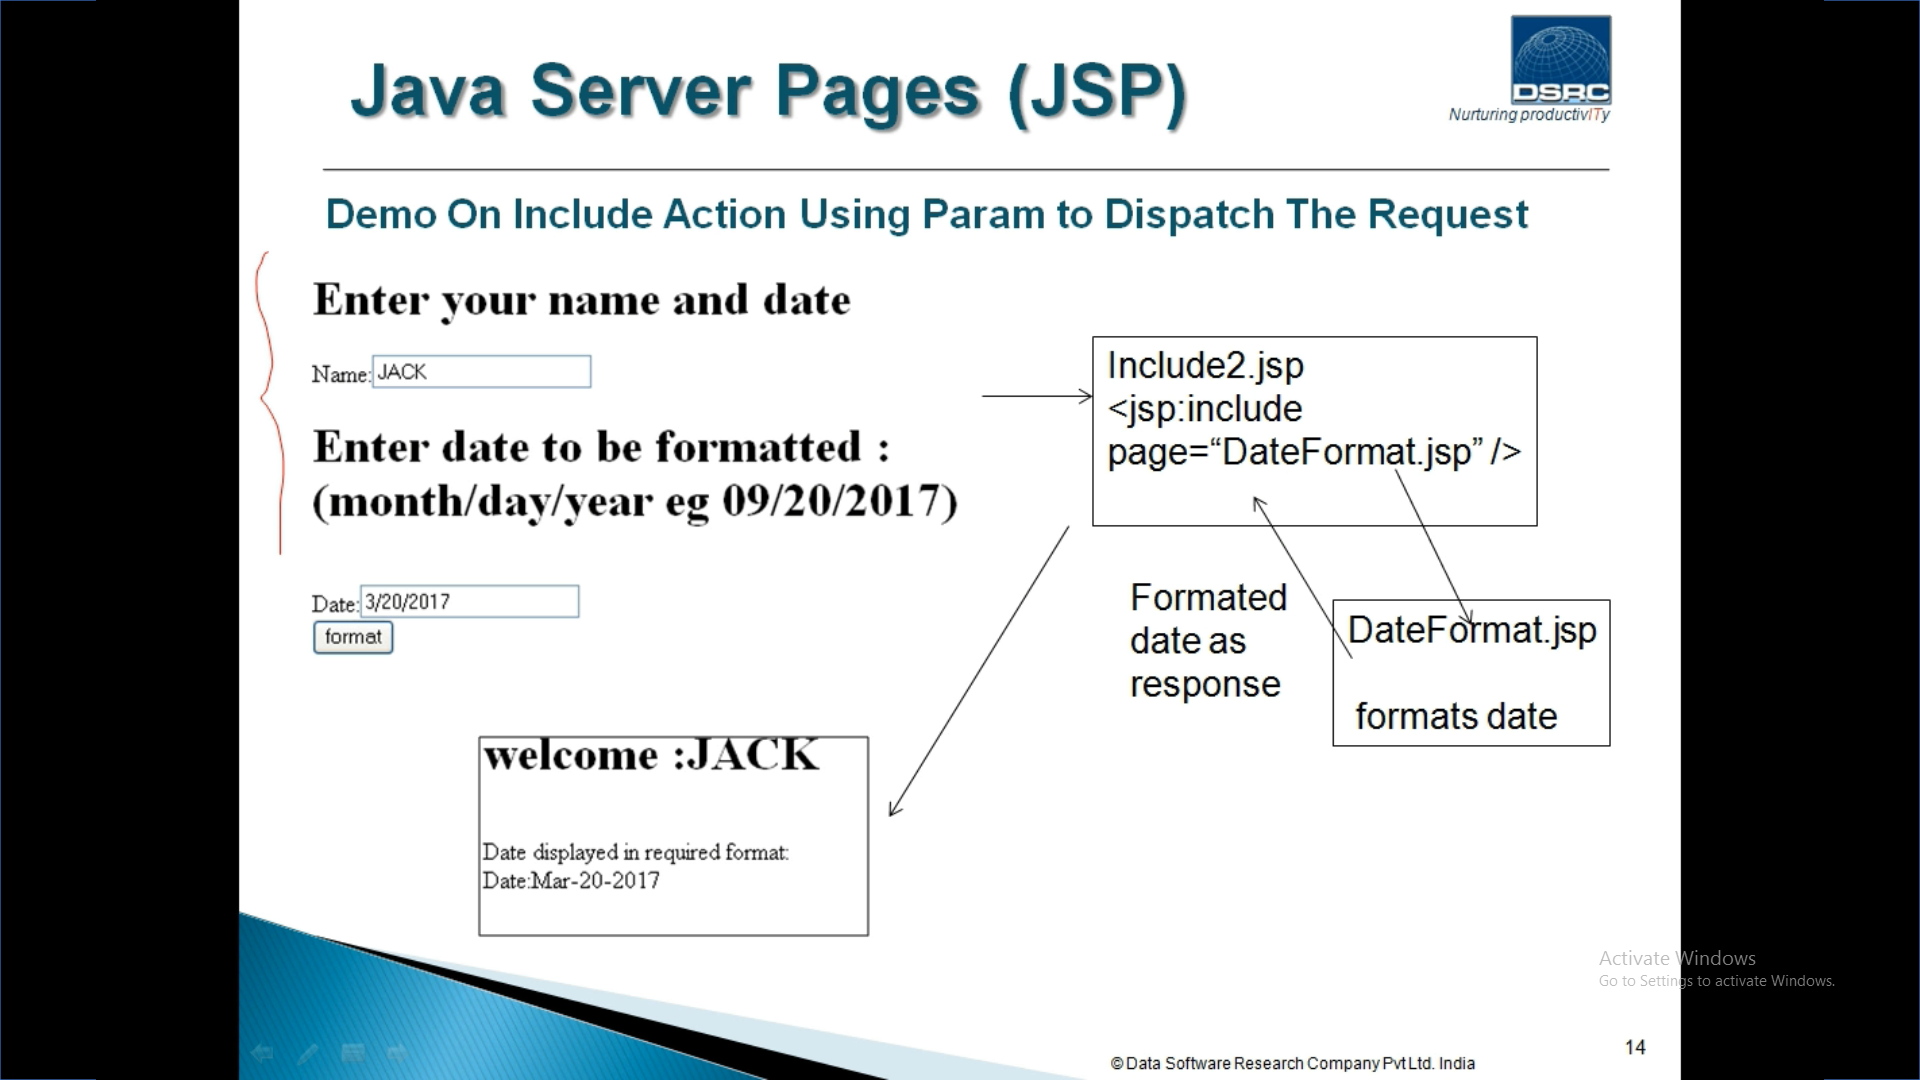 Java Server Pages (JSP)
DSRC
Nurturing productivITy
Demo On Include Action Using Param to Dispatch The Request
Enter your name and date
Name: JACK
Enter date to be formatted :
(month/day/year eg 09/20/2017)
Date: 3/20/2017
format
Include2.jsp
<jsp:include
page=“DateFormat.jsp” />
Formated
date as
response
DateFormat.jsp
formats date
welcome :JACK
Date displayed in required format:
Date:Mar-20-2017
Activate Windows
Go to Settings to activate Windows.
14
© Data Software Research Company Pvt Ltd. India